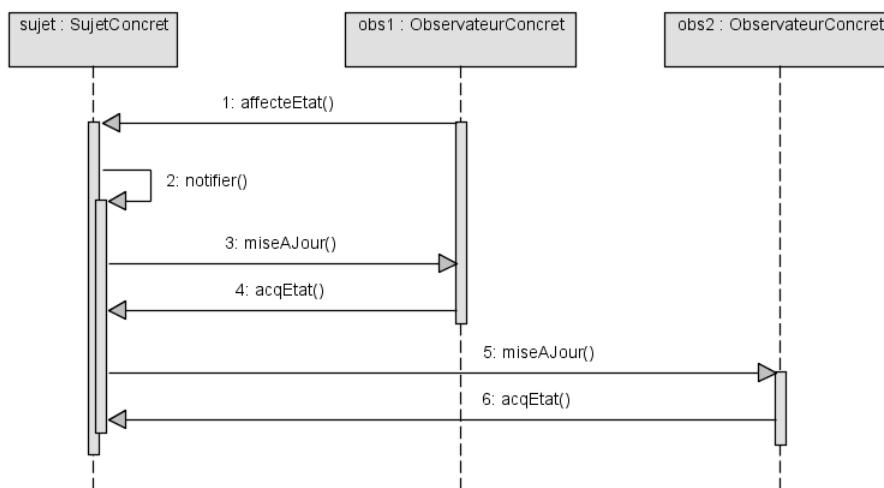 sujet : SujetConcret
obs1 : ObservateurConcret
obs2 : ObservateurConcret
1: affecteEtat()
2: notifier()
3: miseAJour()
4: acqEtat()
5: miseAJour()
6: acqEtat()